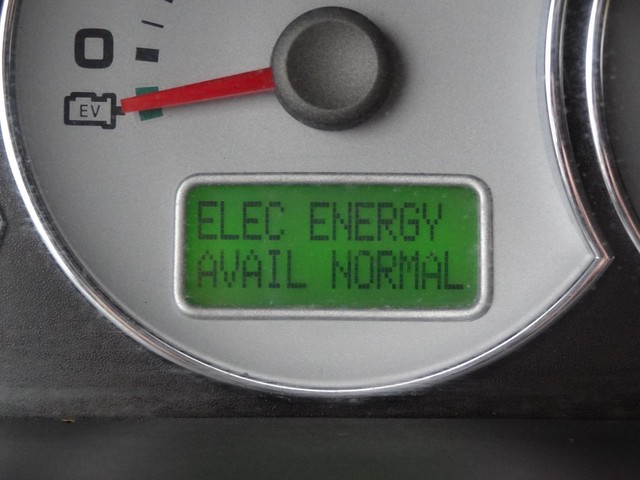 0
EV
ELEC ENERGY
AVAIL NORMAL